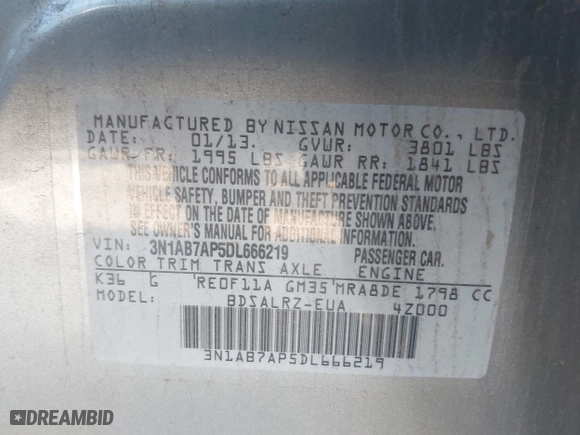 MANUFACTURED BY NISSAN MOTOR CO., LTD.
DATE: 01/13. GVWR: 3801 LBS
GAWR FR: 1995 LBS GAWR RR: 1841 LBS
THIS VEHICLE CONFORMS TO ALL APPLICABLE FEDERAL MOTOR
VEHICLE SAFETY, BUMPER AND THEFT PREVENTION STANDARDS
IN EFFECT ON THE DATE OF MANUFACTURE SHOWN ABOVE.
SEE OWNER'S MANUAL FOR ADDITIONAL INFORMATION.
VIN: 3N1AB7AP5DL666219 PASSENGER CAR.
COLOR TRIM TRANS AXLE ENGINE
K36 G 'RE0F11A GM35'MRA8DE 1798 CC
MODEL: BDSALRZ-EUA 4Z000
3N1AB7AP5DL666219
DREAMBID